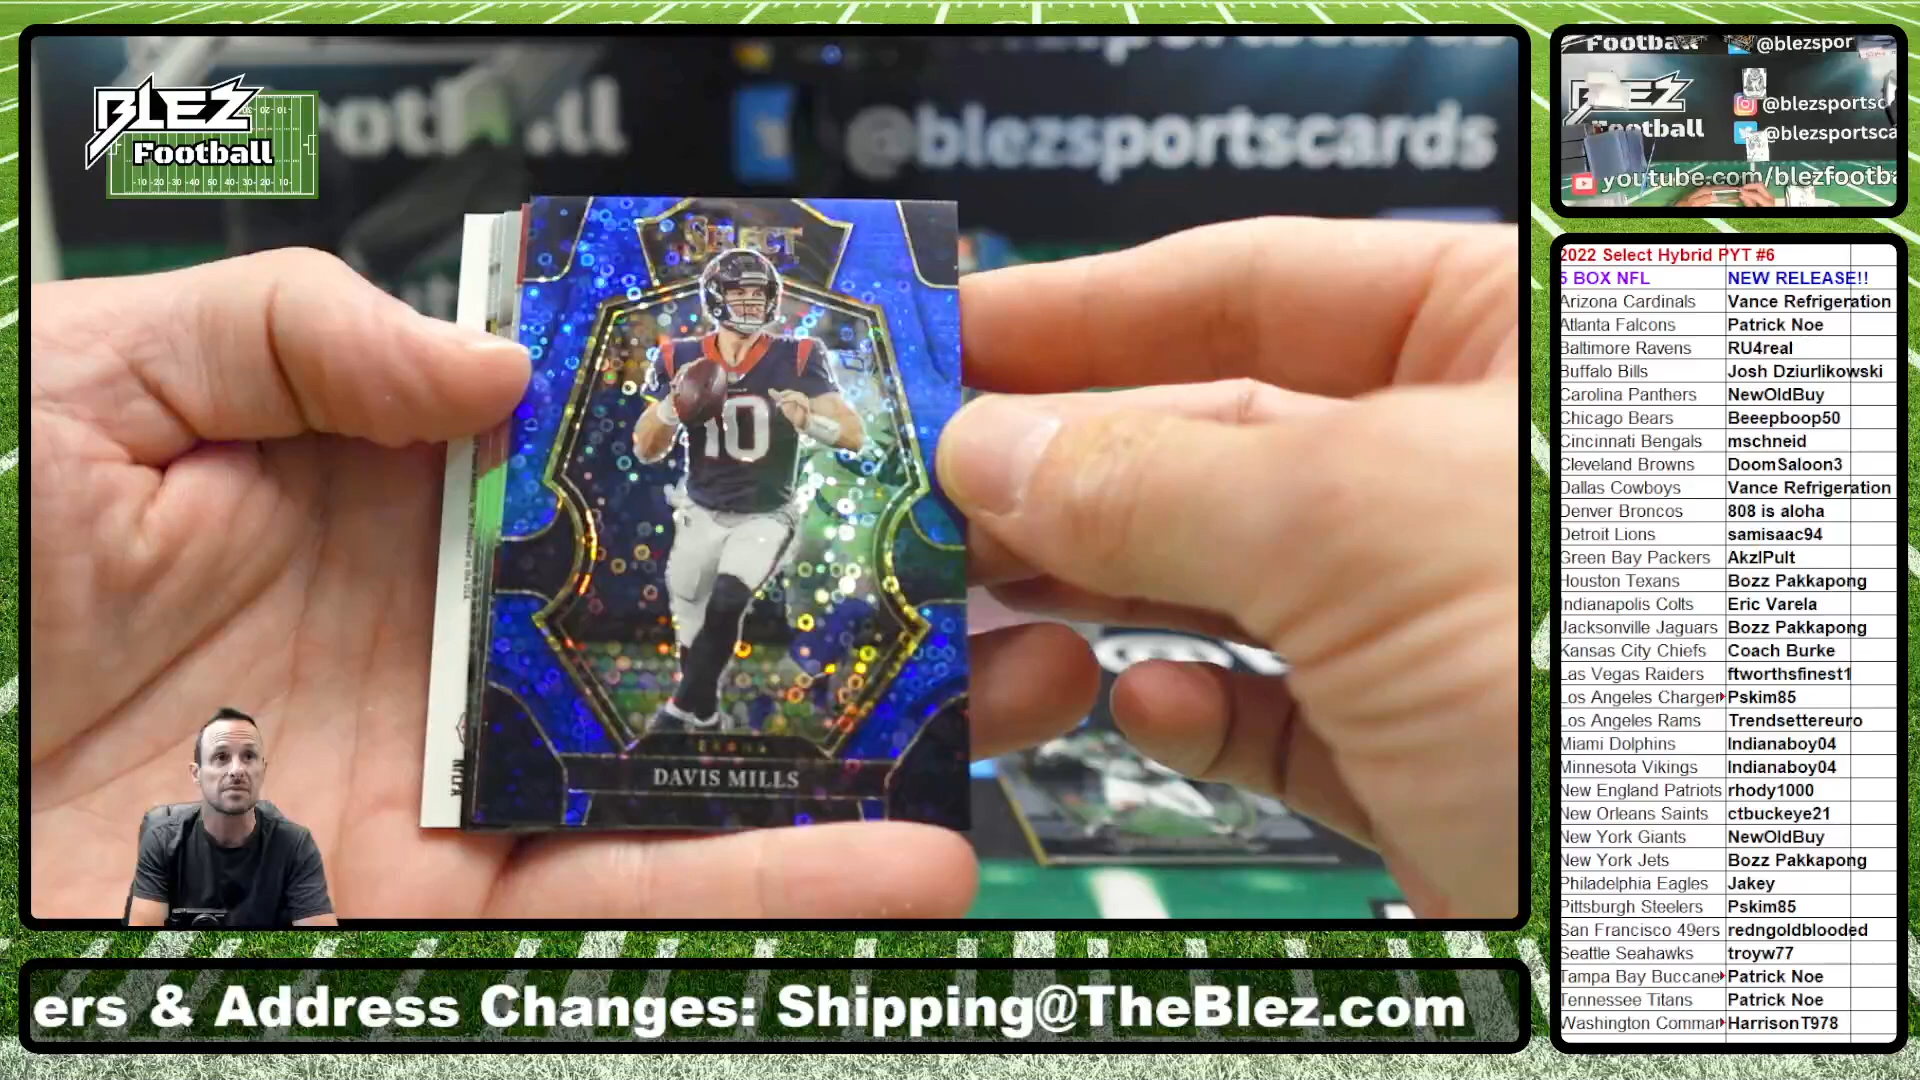 BLEZ
Football
@blezsportscards
SELECT
10
DAVIS MILLS
Football
@blezspor
BLEZ
Football
@blezsportsc
@blezsportsca
youtube.com/blezfootba
2022 Select Hybrid PYT #6
5 BOX NFL NEW RELEASE!!
Arizona Cardinals Vance Refrigeration
Atlanta Falcons Patrick Noe
Baltimore Ravens RU4real
Buffalo Bills Josh Dziurlikowski
Carolina Panthers NewOldBuy
Chicago Bears Beeepboop50
Cincinnati Bengals mschneid
Cleveland Browns DoomSaloon3
Dallas Cowboys Vance Refrigeration
Denver Broncos 808 is aloha
Detroit Lions samisaac94
Green Bay Packers
Houston Texans Bozz Pakkapong
Indianapolis Colts Eric Varela
Jacksonville Jaguars Bozz Pakkapong
Kansas City Chiefs Coach Burke
Las Vegas Raiders ftworthsfinest1
Los Angeles Charger Pskim85
Los Angeles Rams Trendsettereuro
Miami Dolphins Indianaboy04
Minnesota Vikings Indianaboy04
New England Patriots rhody1000
New Orleans Saints ctbuckeye21
New York Giants NewOldBuy
New York Jets Bozz Pakkapong
Philadelphia Eagles Jakey
Pittsburgh Steelers Pskim85
San Francisco 49ers redngoldblooded
Seattle Seahawks troyw77
Tampa Bay Buccane Patrick Noe
Tennessee Titans Patrick Noe
Washington Comman HarrisonT978
ers & Address Changes: Shipping@TheBlez.com